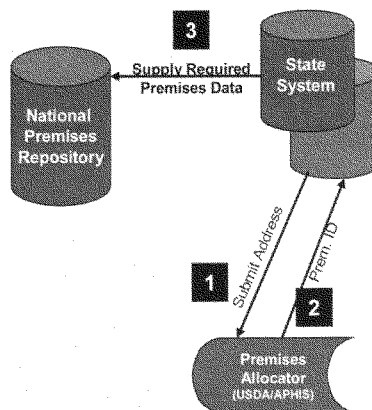 3
Supply Required
Premises Data
State
System
National
Premises
Repository
1
Submit Address
Prem. ID
2
Premises
Allocator
(USDA/APHIS)